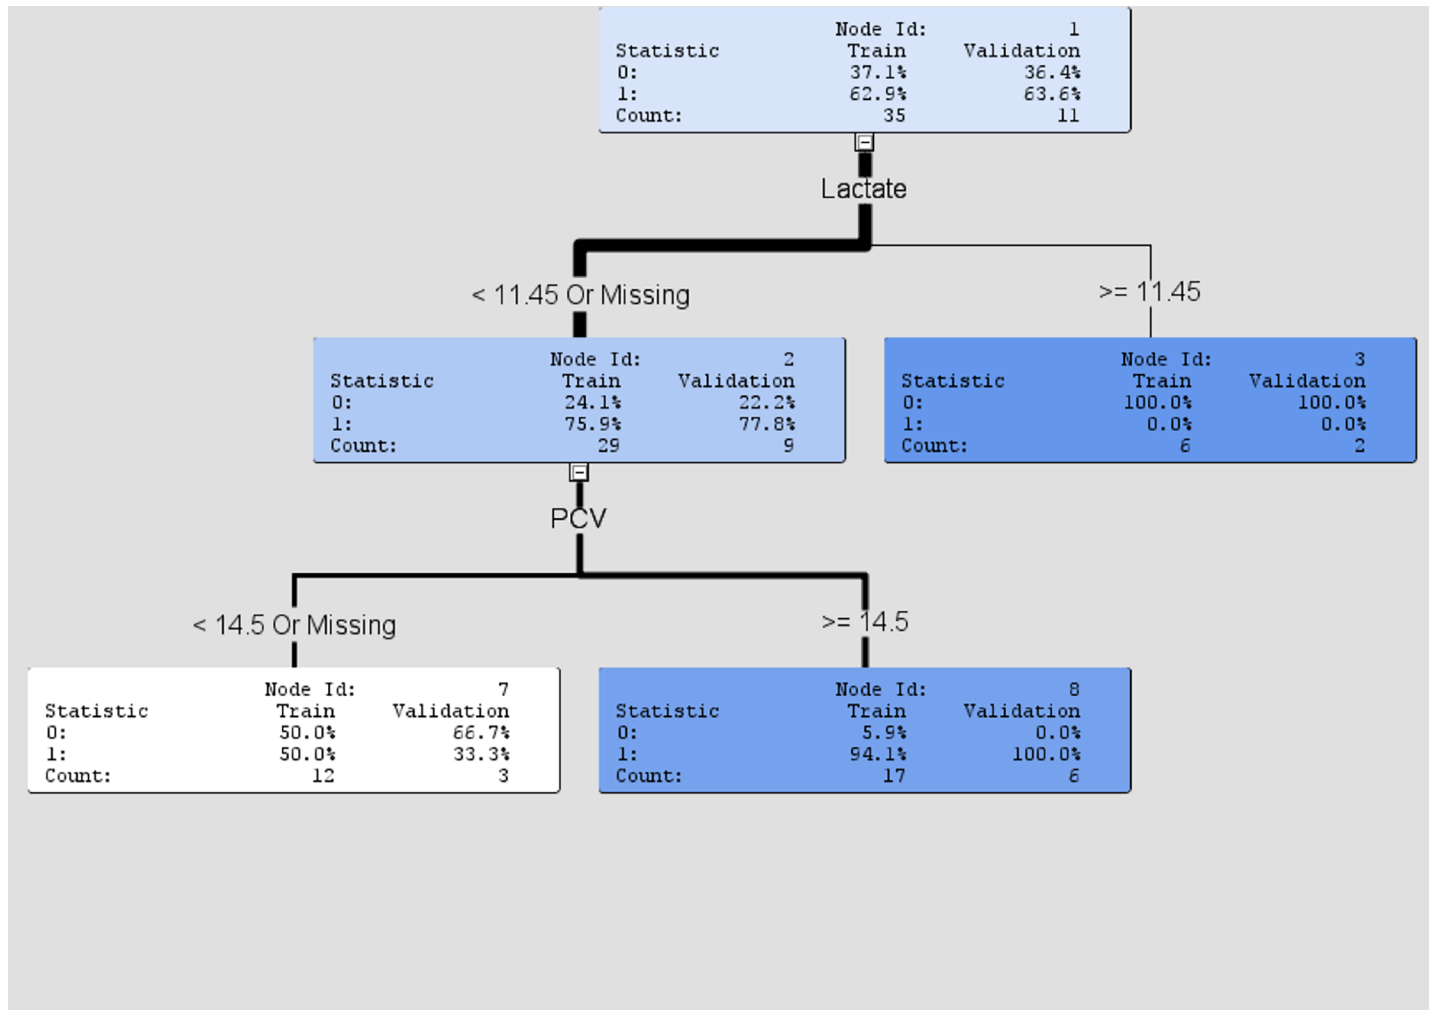 Node Id: 1
Statistic Train Validation
0: 37.1% 36.4%
1: 62.9% 63.6%
Count: 35 11
Lactate
< 11.45 Or Missing
>= 11.45
Node Id: 2
Statistic Train Validation
0: 24.1% 22.2%
1: 75.9% 77.8%
Count: 29 9
Node Id: 3
Statistic Train Validation
0: 100.0% 100.0%
1: 0.0% 0.0%
Count: 6 2
PCV
< 14.5 Or Missing
>= 14.5
Node Id: 7
Statistic Train Validation
0: 50.0% 66.7%
1: 50.0% 33.3%
Count: 12 3
Node Id: 8
Statistic Train Validation
0: 5.9% 0.0%
1: 94.1% 100.0%
Count: 17 6